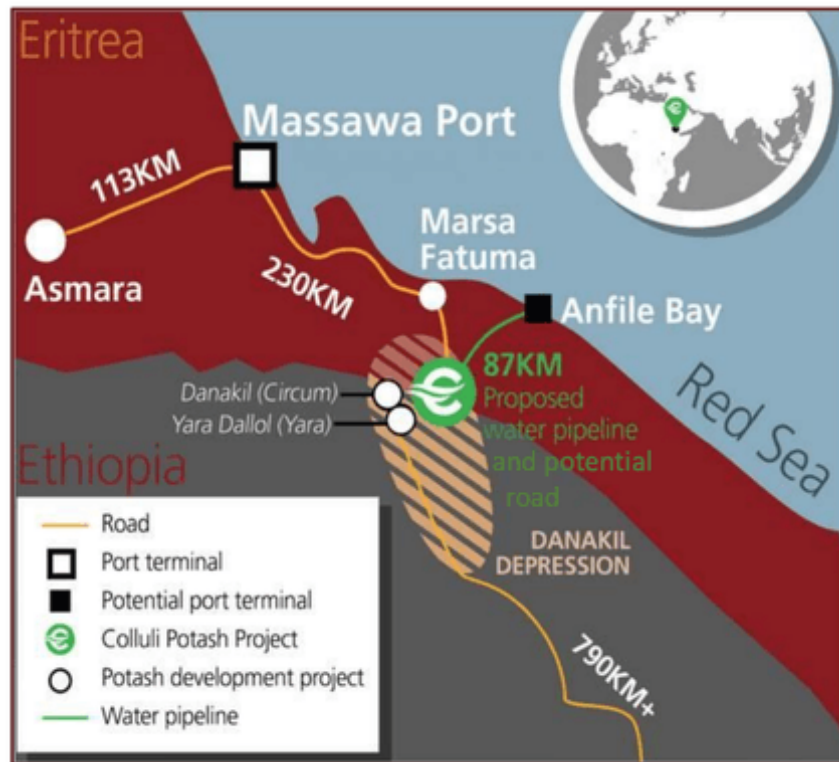 Eritrea
Massawa Port
113KM
Asmara
230KM
Marsa
Fatuma
Anfile Bay
87KM
Proposed
water pipeline
and potential
road
Danakil (Circum)
Yara Dallol (Yara)
Ethiopia
Red Sea
DANAKIL
DEPRESSION
790KM+
Road
Port terminal
Potential port terminal
Colluli Potash Project
Potash development project
Water pipeline